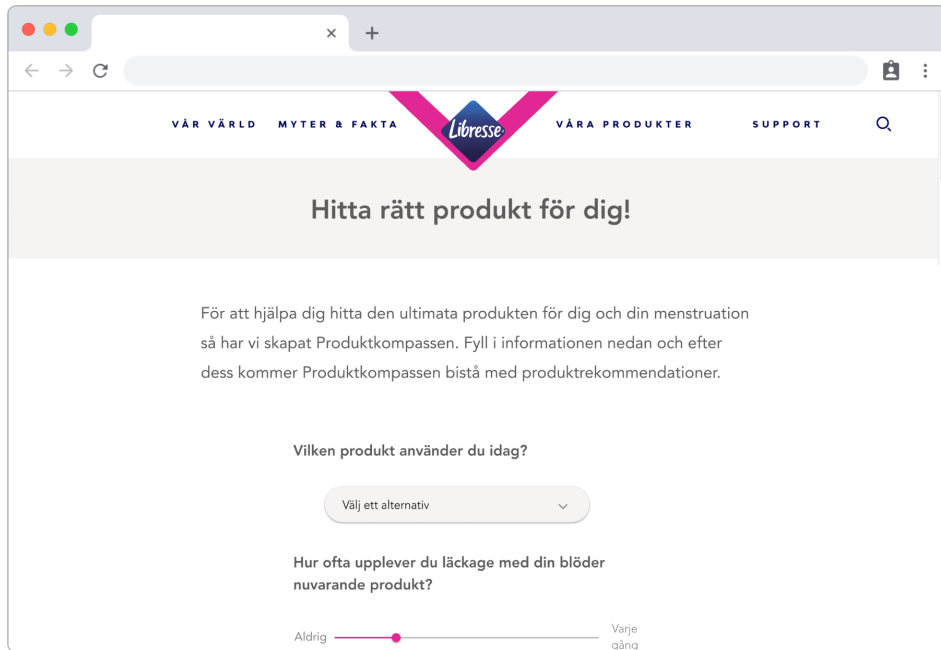 VÅR VÄRLD MYTER & FAKTA Libresse VÅRA PRODUKTER SUPPORT
Hitta rätt produkt för dig!
För att hjälpa dig hitta den ultimata produkten för dig och din menstruation
så har vi skapat Produktkompassen. Fyll i informationen nedan och efter
dess kommer Produktkompassen bistå med produktrekommendationer.
Vilken produkt använder du idag?
Välj ett alternativ
Hur ofta upplever du läckage med din blöder
nuvarande produkt?
Aldrig
Varje
gång